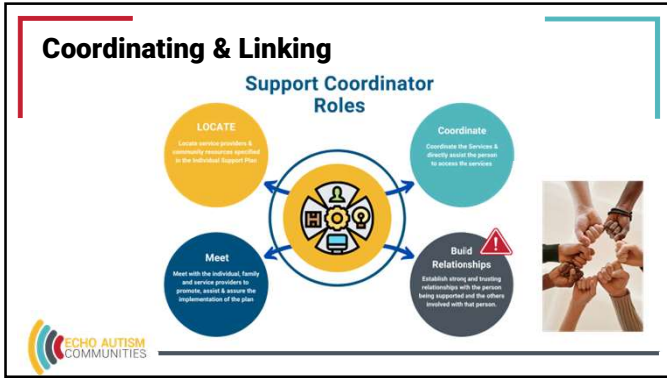 Coordinating & Linking
Support Coordinator
Roles
LOCATE
Locate service providers &
community resources specified
in the Individual Support Plan
Coordinate
Coordinate the Services &
directly assist the person
to access the services
Meet
Meet with the individual, family
and service providers to
promote, assist & assure the
implementation of the plan
Build
Relationships
Establish strong and trusting
relationships with the person
being supported and the others
involved with that person.
ECHO AUTISM
COMMUNITIES